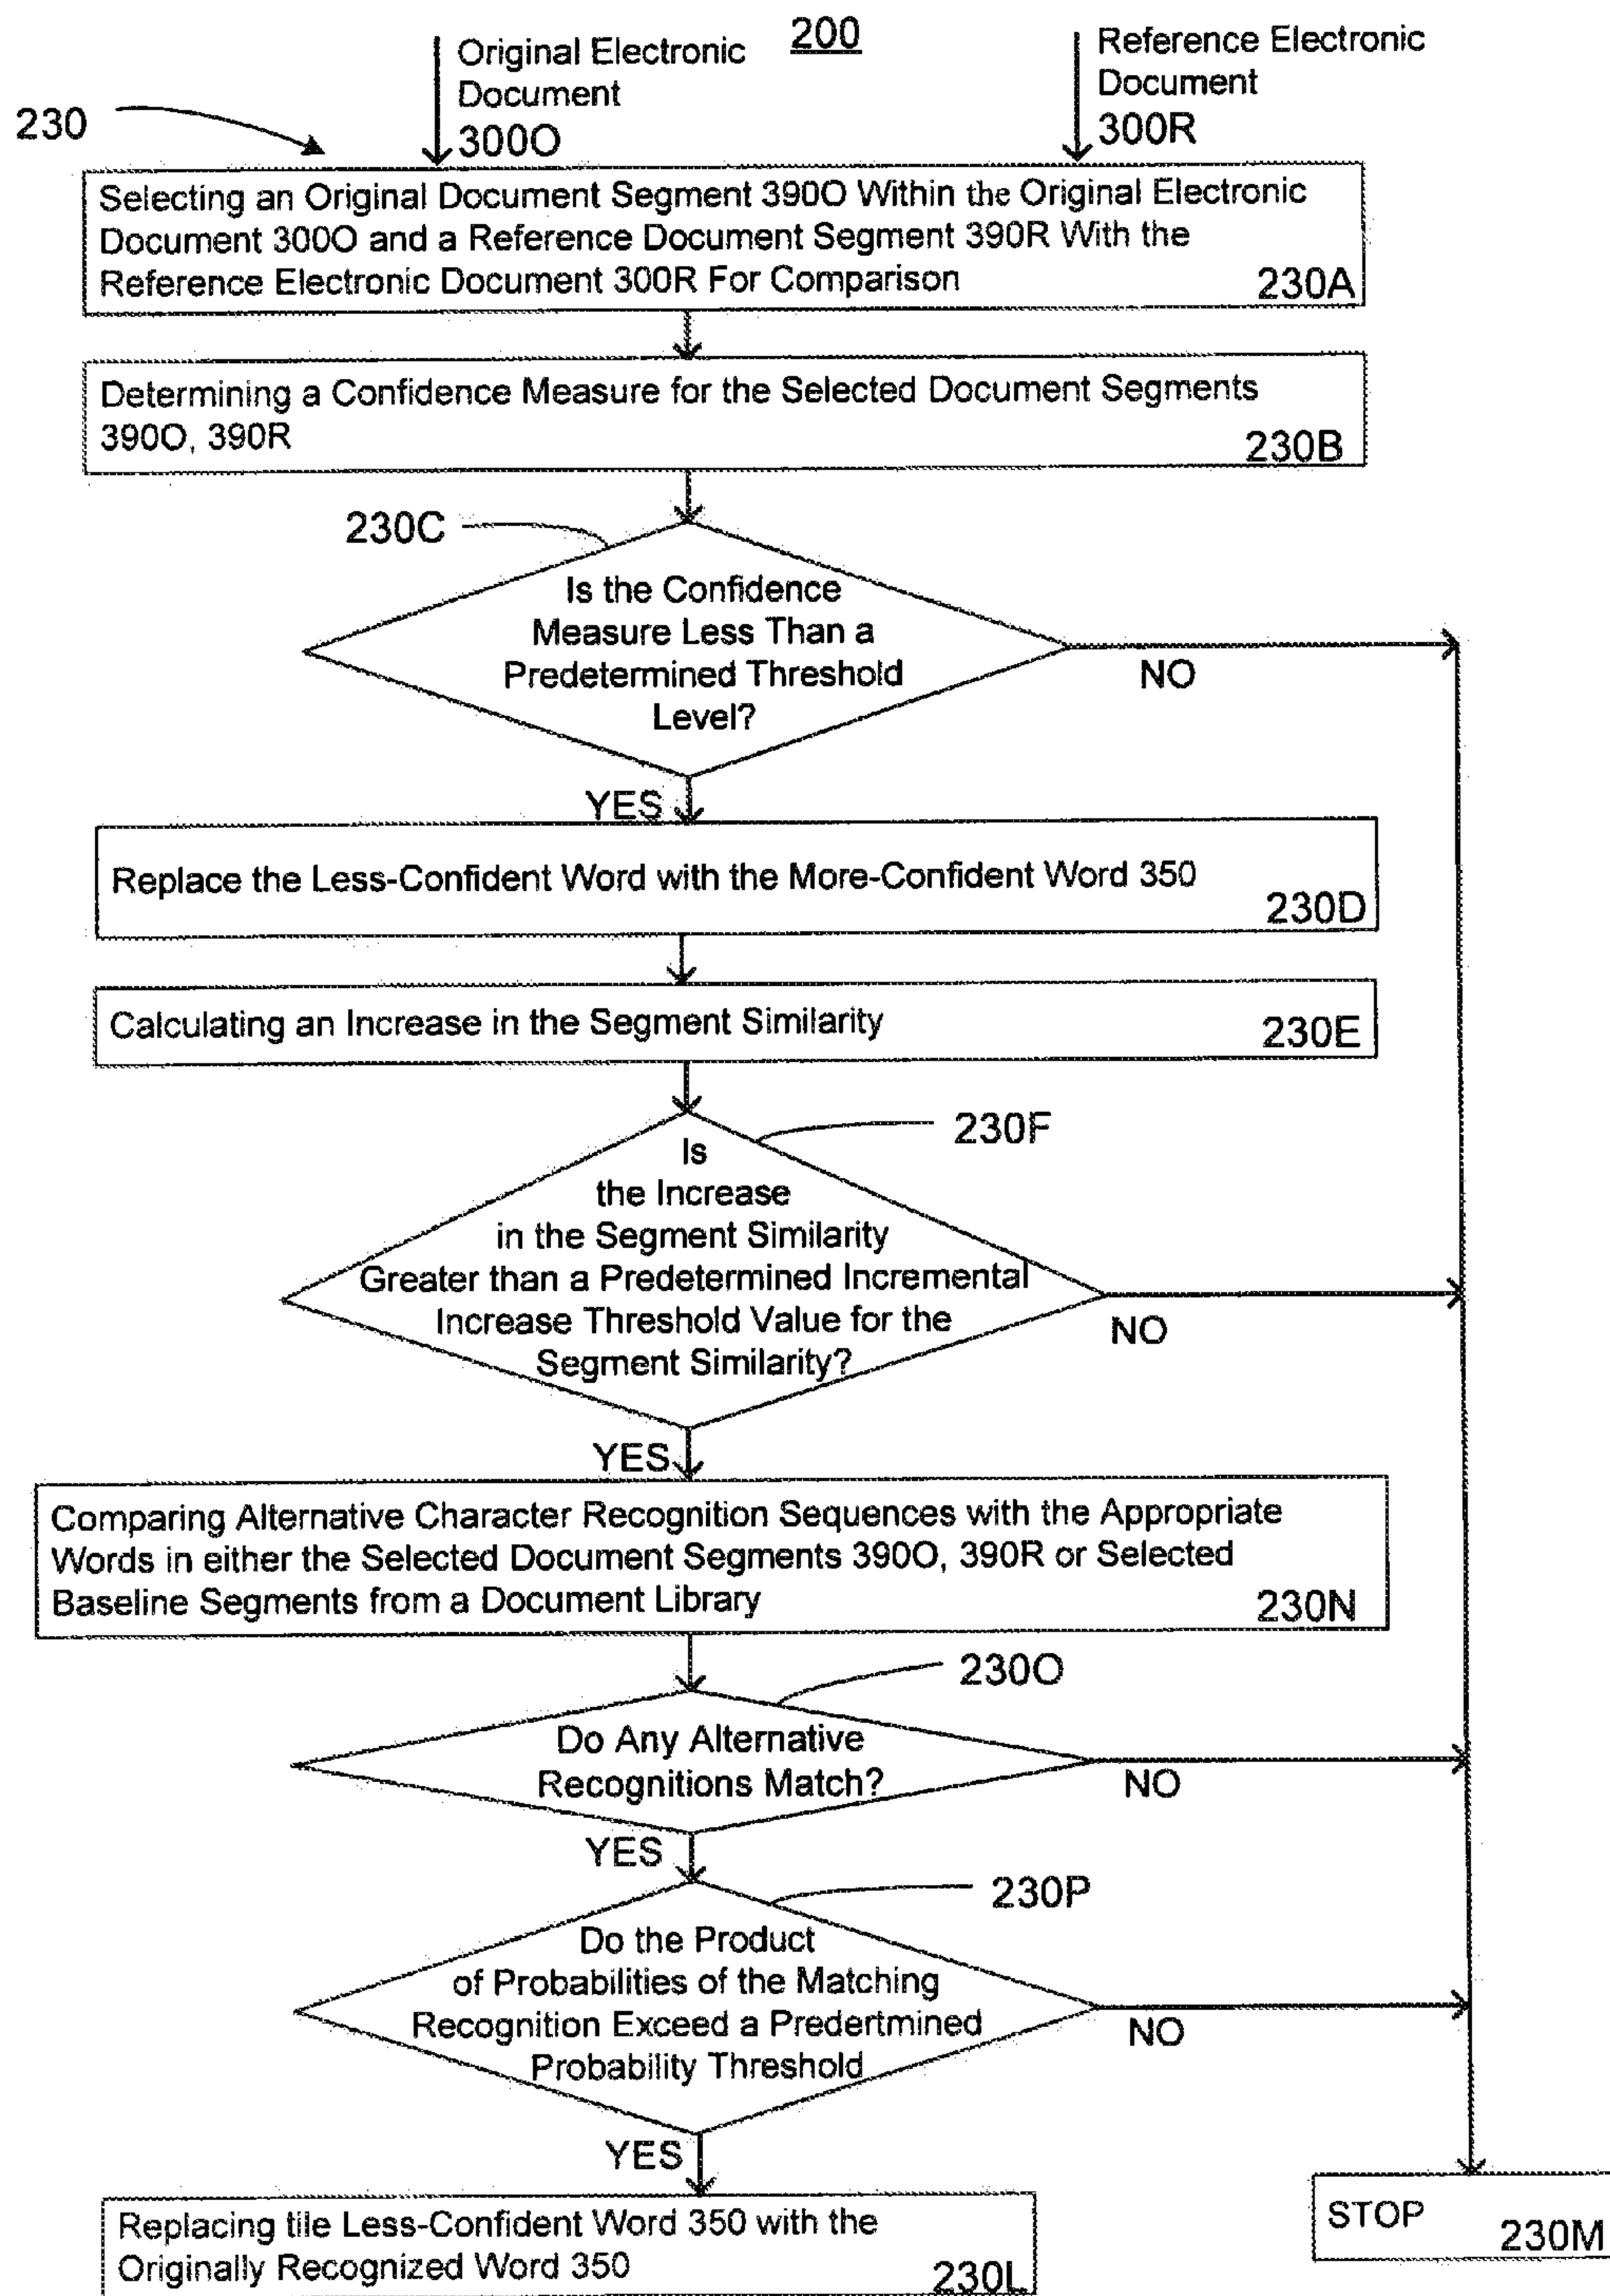 200
Original Electronic
Document
300O
Reference Electronic
Document
300R
230
Selecting an Original Document Segment 390O Within the Original Electronic
Document 300O and a Reference Document Segment 390R With the
Reference Electronic Document 300R For Comparison
230A
Determining a Confidence Measure for the Selected Document Segments
390O, 390R
230B
230C
Is the Confidence
Measure Less Than a
Predetermined Threshold
Level?
NO
YES
Replace the Less-Confident Word with the More-Confident Word 350
230D
Calculating an Increase in the Segment Similarity
230E
230F
Is
the Increase
in the Segment Similarity
Greater than a Predetermined Incremental
Increase Threshold Value for the
Segment Similarity?
NO
YES
Comparing Alternative Character Recognition Sequences with the Appropriate
Words in either the Selected Document Segments 390O, 390R or Selected
Baseline Segments from a Document Library
230N
230O
Do Any Alternative
Recognitions Match?
NO
YES
230P
Do the Product
of Probabilities of the Matching
Recognition Exceed a Predertmined
Probability Threshold
NO
YES
Replacing tile Less-Confident Word 350 with the
Originally Recognized Word 350
230L
STOP
230M